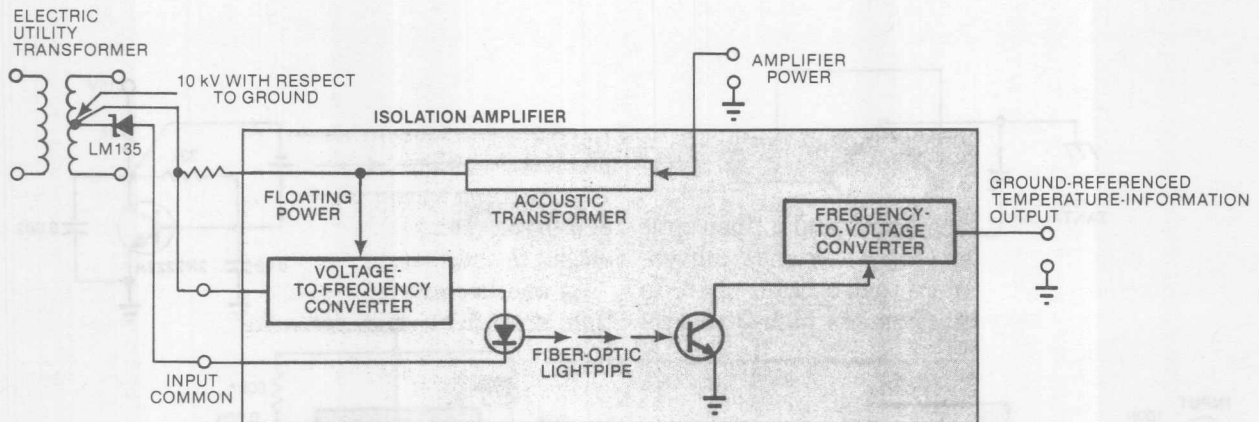 ELECTRIC
UTILITY
TRANSFORMER
10 kV WITH RESPECT
TO GROUND
LM135
ISOLATION AMPLIFIER
AMPLIFIER
POWER
FLOATING
POWER
ACOUSTIC
TRANSFORMER
VOLTAGE-
TO-FREQUENCY
CONVERTER
FREQUENCY-
TO-VOLTAGE
CONVERTER
GROUND-REFERENCED
TEMPERATURE-INFORMATION
OUTPUT
INPUT
COMMON
FIBER-OPTIC
LIGHTPIPE